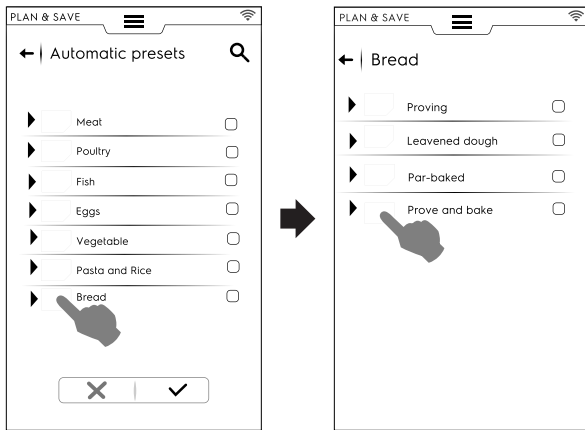 PLAN & SAVE
Automatic presets
Meat
Poultry
Fish
Eggs
Vegetable
Pasta and Rice
Bread
PLAN & SAVE
Bread
Proving
Leavened dough
Par-baked
Prove and bake